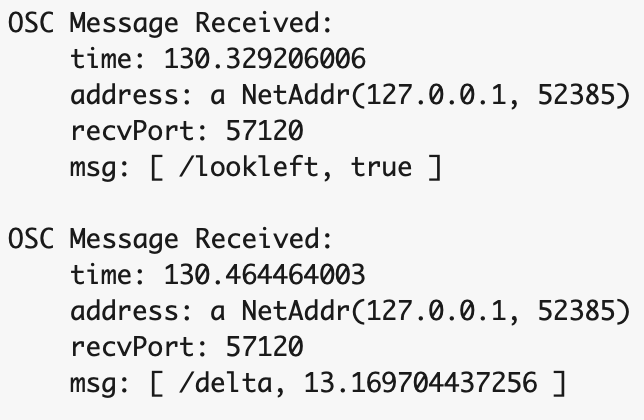 OSC Message Received:
time: 130.329206006
address: a NetAddr(127.0.0.1, 52385)
recvPort: 57120
msg: [ /lookleft, true ]
OSC Message Received:
time: 130.464464003
address: a NetAddr(127.0.0.1, 52385)
recvPort: 57120
msg: [ /delta, 13.169704437256 ]